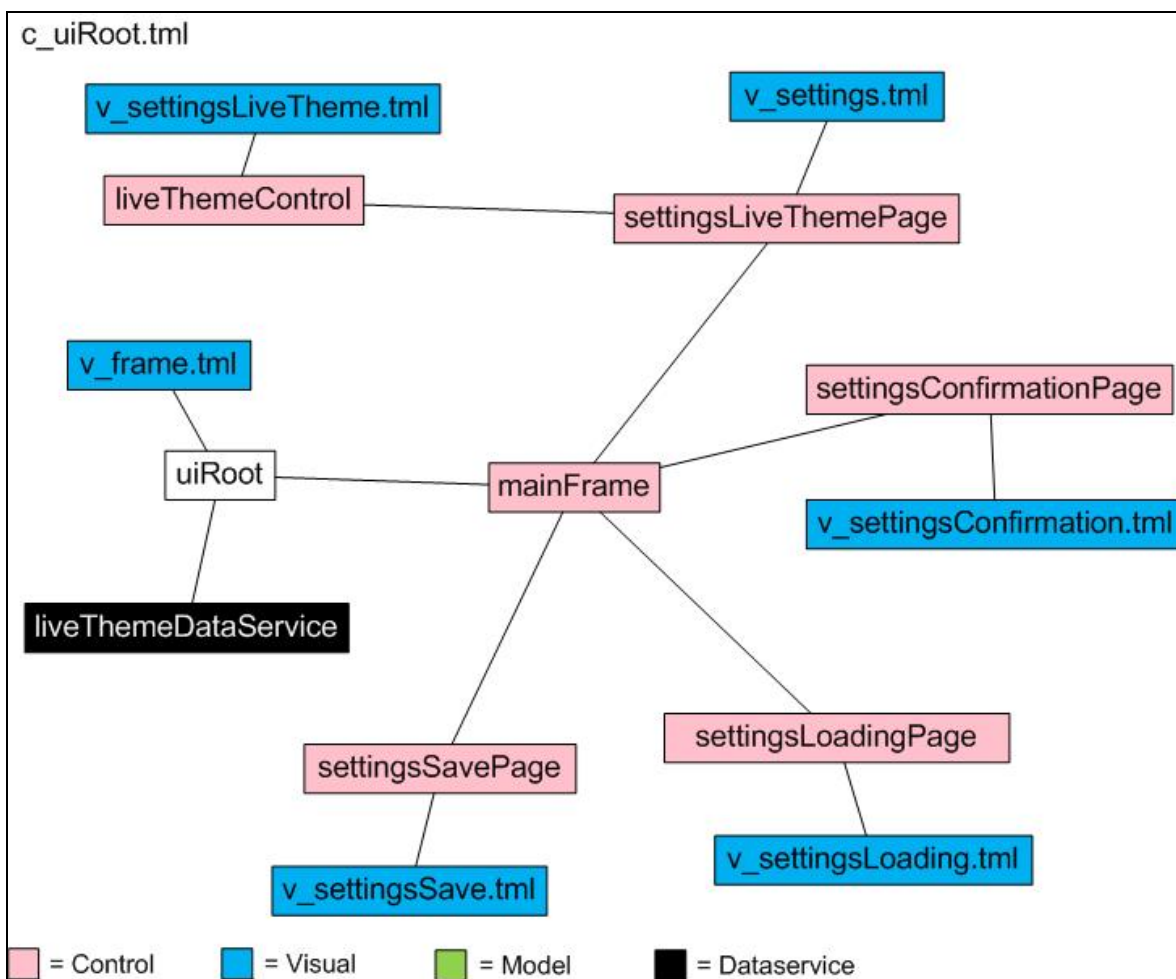 c_uiRoot.tml
v_settingsLiveTheme.tml
v_settings.tml
liveThemeControl
settingsLiveThemePage
v_frame.tml
settingsConfirmationPage
uiRoot
mainFrame
v_settingsConfirmation.tml
liveThemeDataService
settingsLoadingPage
settingsSavePage
v_settingsLoading.tml
v_settingsSave.tml
= Control
= Visual
= Model
= Dataservice